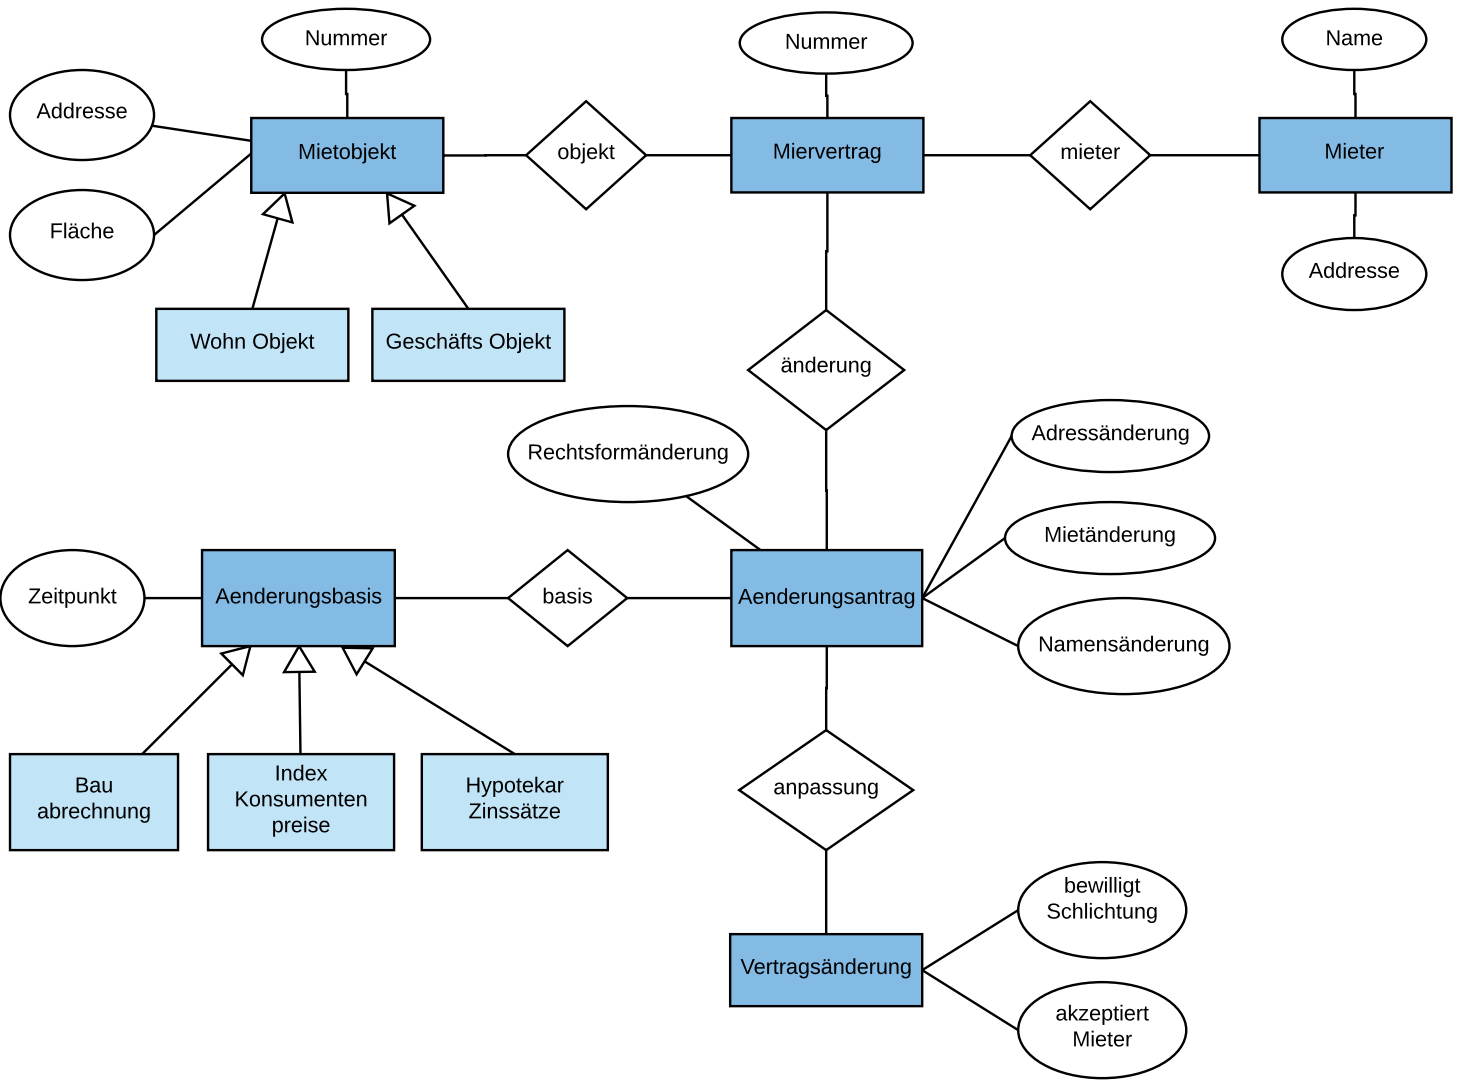 Nummer
Nummer
Name
Addresse
Mietobjekt
objekt
Miervertrag
mieter
Mieter
Fläche
Addresse
Wohn Objekt
Geschäfts Objekt
änderung
Rechtsformänderung
Adressänderung
Mietänderung
Zeitpunkt
Aenderungsbasis
basis
Aenderungsantrag
Namensänderung
Bau
abrechnung
Index
Konsumenten
preise
Hypotekar
Zinssätze
anpassung
bewilligt
Schlichtung
Vertragsänderung
akzeptiert
Mieter